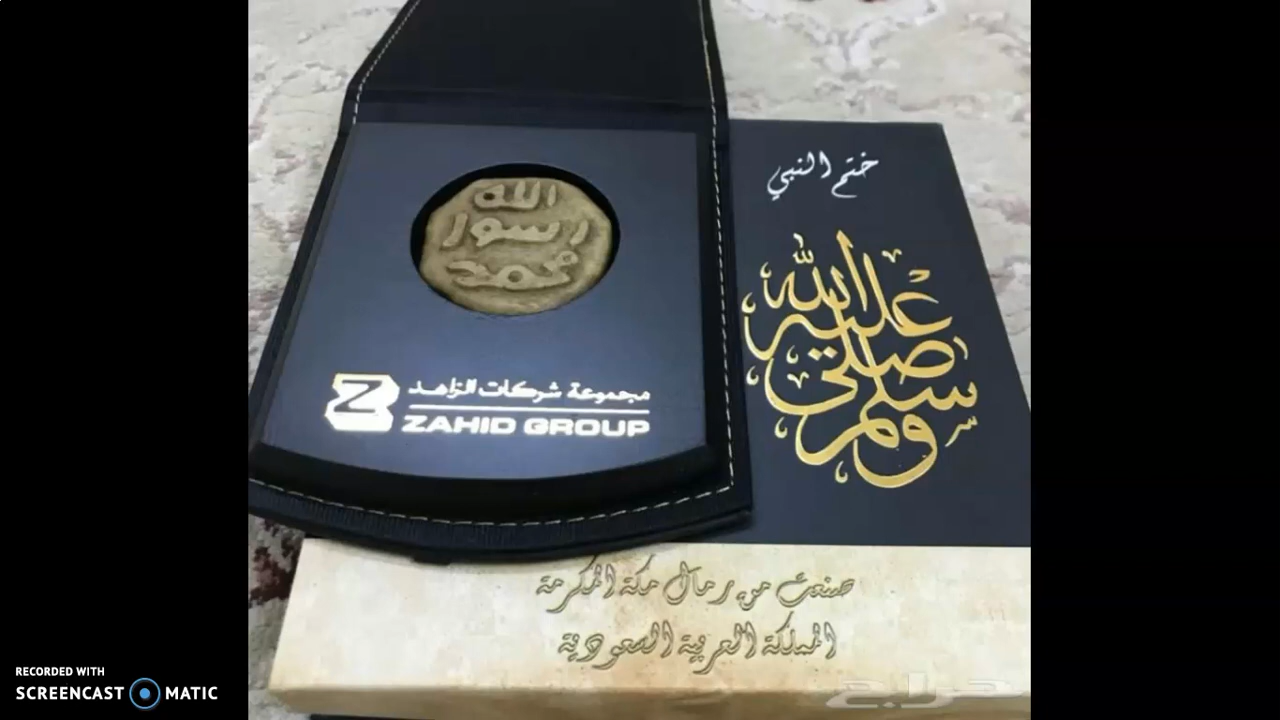 الله
رسول
محمد
مجموعة شركات الزاهد
Z
ZAHID GROUP
ختم النبي
صلى الله عليه وسلم
صنعت من رمال مكة المكرمة
المملكة العربية السعودية
حراج
RECORDED WITH
SCREENCAST MATIC